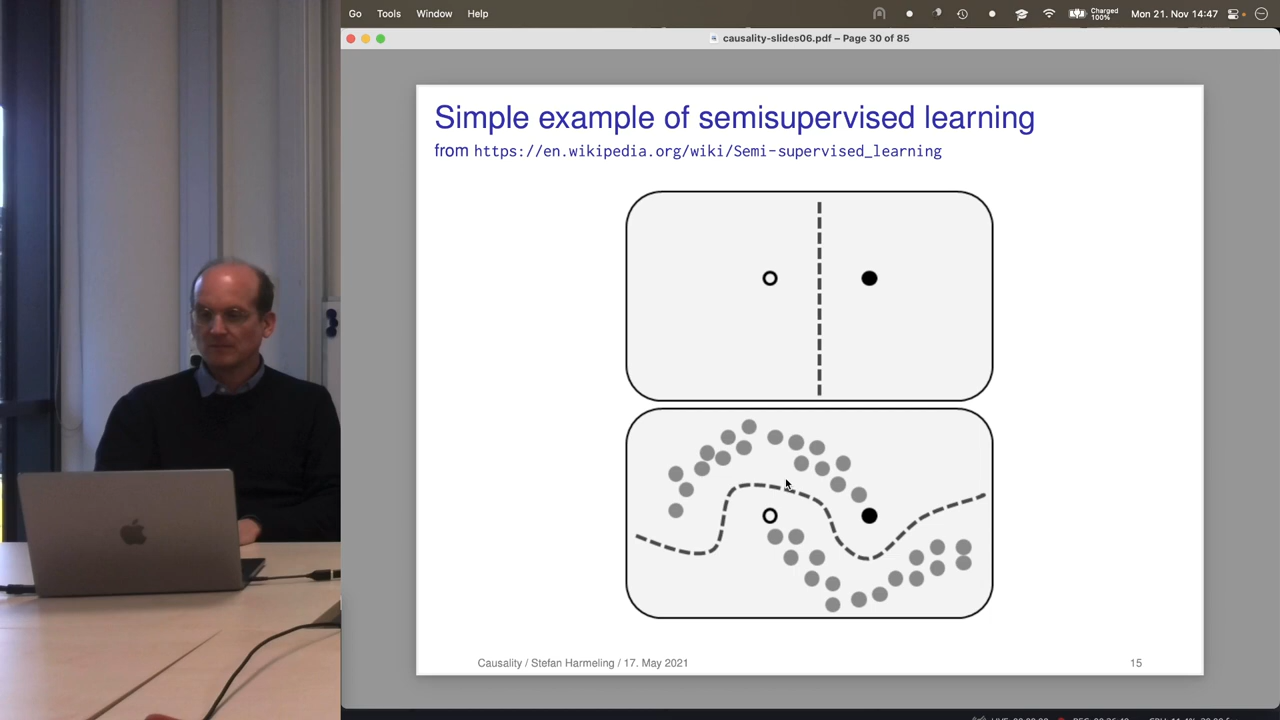 Go Tools Window Help
Charged
100%
Mon 21. Nov 14:47
causality-slides06.pdf – Page 30 of 85
Simple example of semisupervised learning
from https://en.wikipedia.org/wiki/Semi-supervised_learning
Causality / Stefan Harmeling / 17. May 2021
15